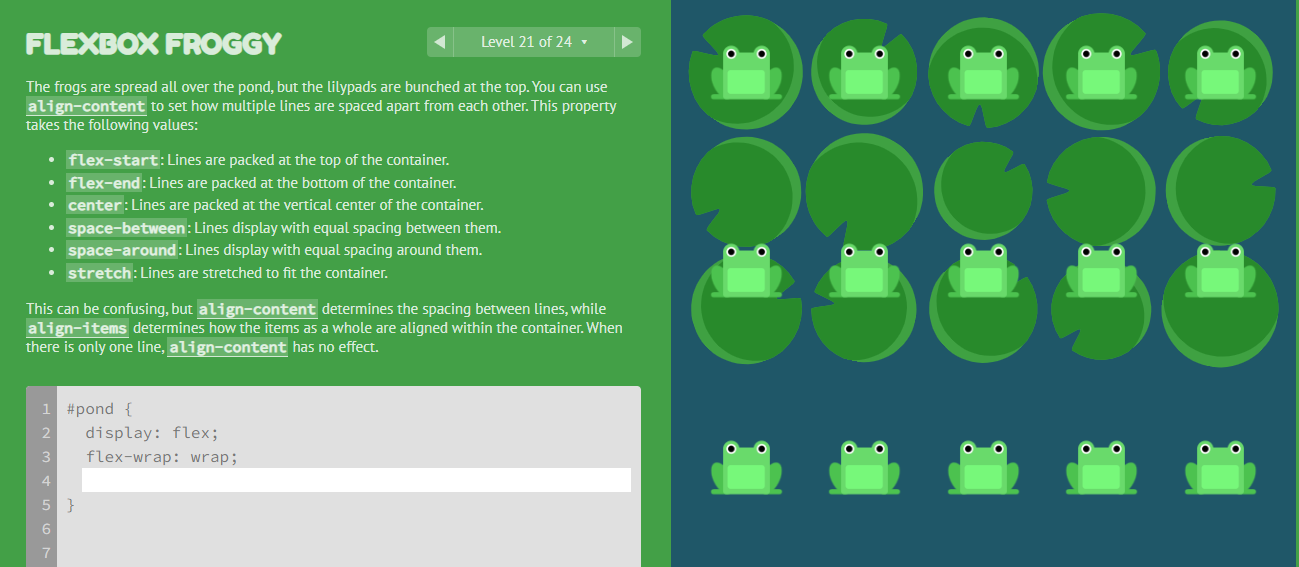 FLEXBOX FROGGY
◀ Level 21 of 24 ▾ ▶
The frogs are spread all over the pond, but the lilypads are bunched at the top. You can use
align-content to set how multiple lines are spaced apart from each other. This property
takes the following values:
• flex-start: Lines are packed at the top of the container.
• flex-end: Lines are packed at the bottom of the container.
• center: Lines are packed at the vertical center of the container.
• space-between: Lines display with equal spacing between them.
• space-around: Lines display with equal spacing around them.
• stretch: Lines are stretched to fit the container.
This can be confusing, but align-content determines the spacing between lines, while
align-items determines how the items as a whole are aligned within the container. When
there is only one line, align-content has no effect.
1 #pond {
2 display: flex;
3 flex-wrap: wrap;
4
5 }
6
7